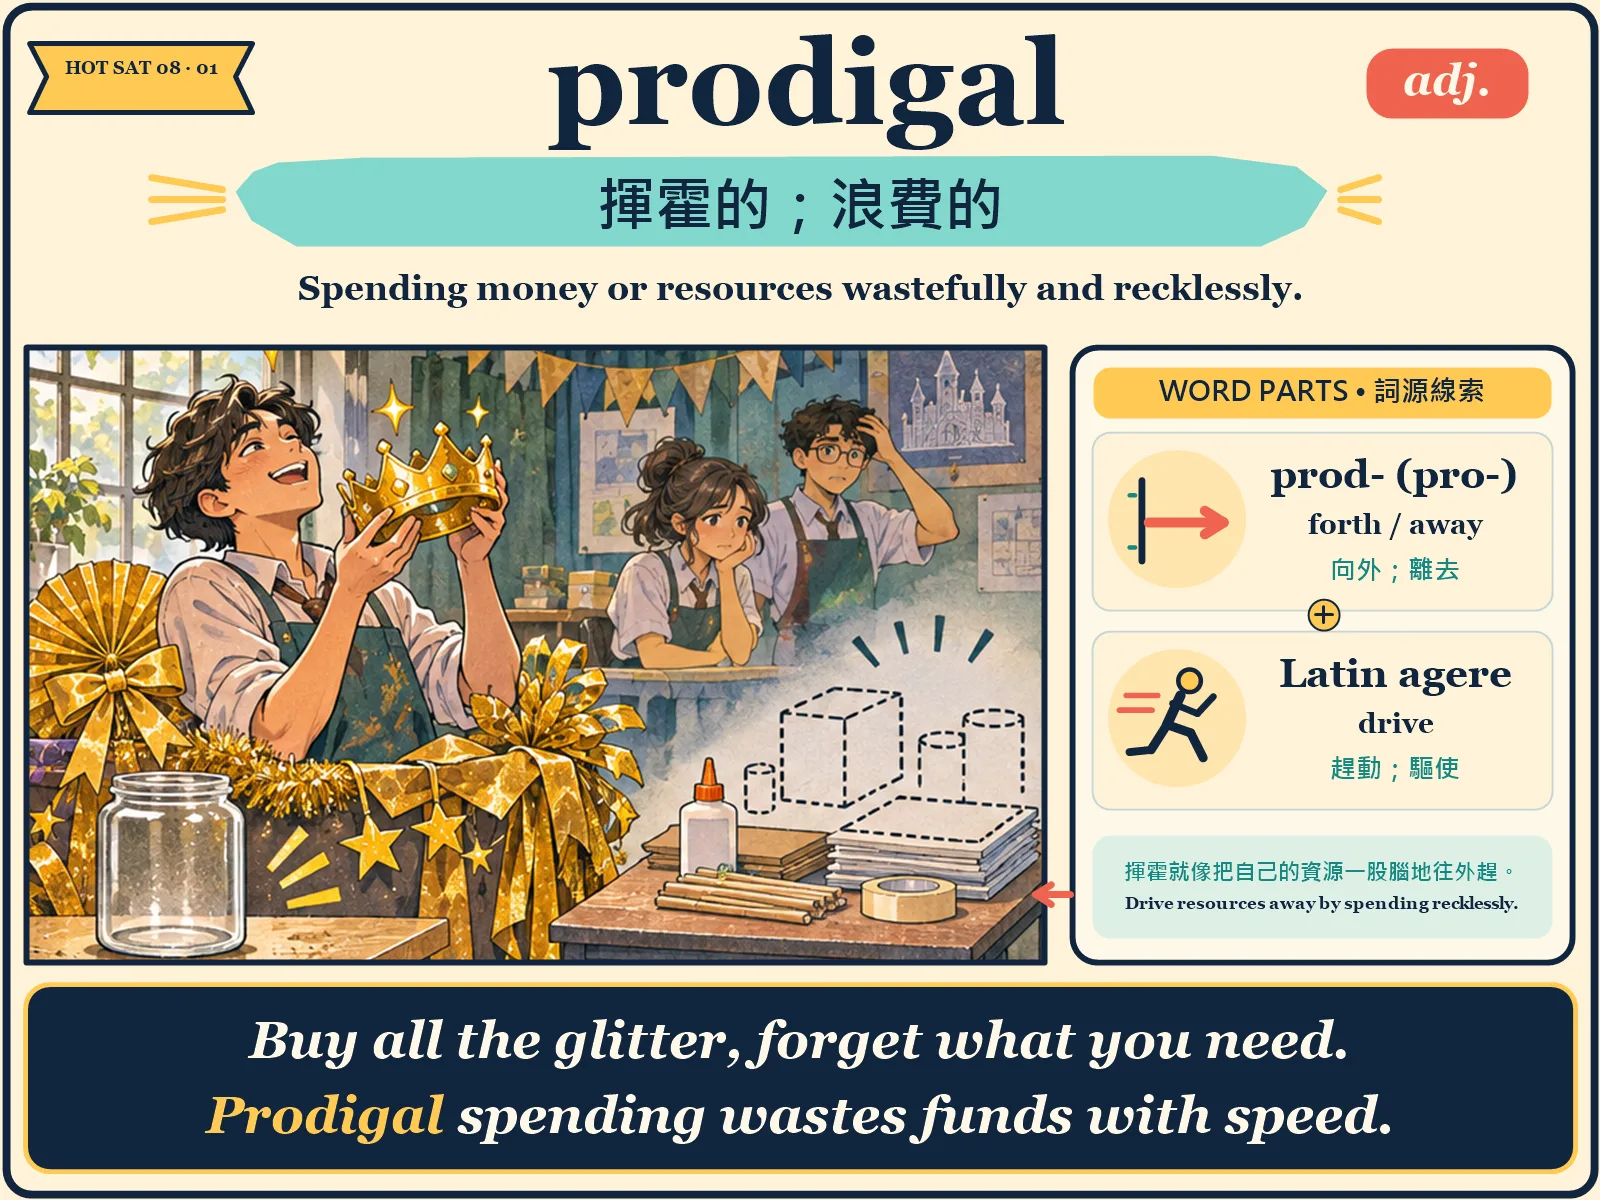 HOT SAT 08 · 01
prodigal
adj.
揮霍的；浪費的
Spending money or resources wastefully and recklessly.
WORD PARTS • 詞源線索
prod- (pro-)
forth / away
向外；離去
+
Latin agere
drive
趕動；驅使
揮霍就像把自己的資源一股腦地往外趕。
Drive resources away by spending recklessly.
Buy all the glitter, forget what you need.
Prodigal spending wastes funds with speed.